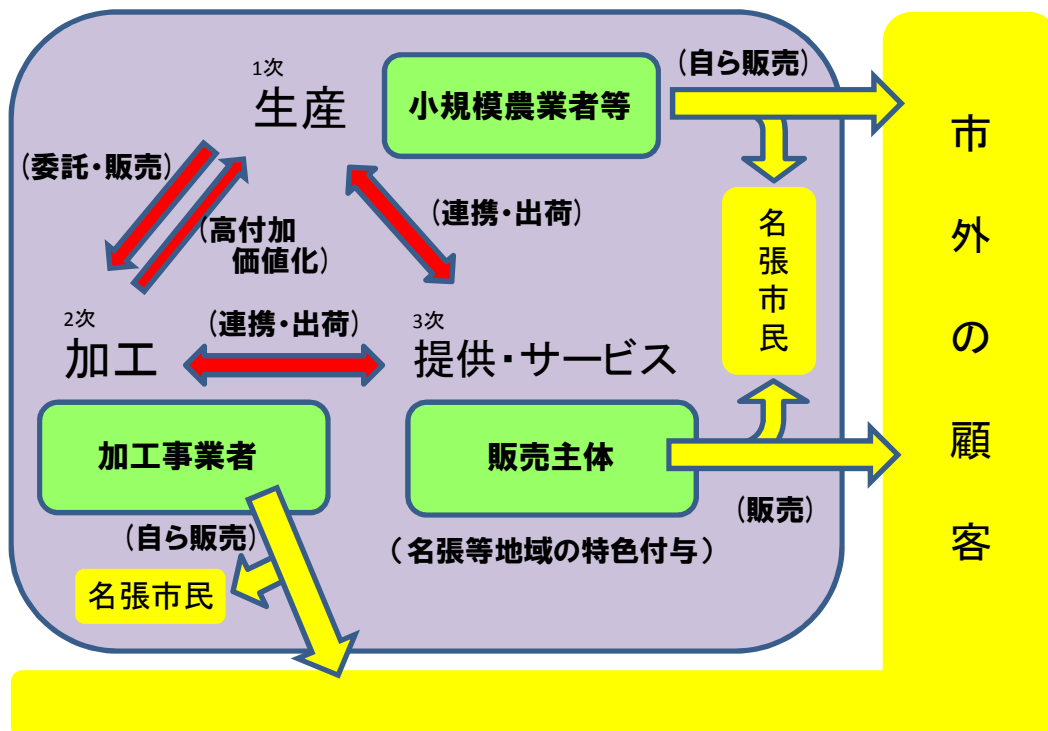 1次
生産
小規模農業者等
(自ら販売)
(委託・販売)
(高付加
価値化)
(連携・出荷)
名張市民
市外の顧客
2次
加工
(連携・出荷)
3次
提供・サービス
加工事業者
販売主体
(自ら販売)
(販売)
(名張等地域の特色付与)
名張市民